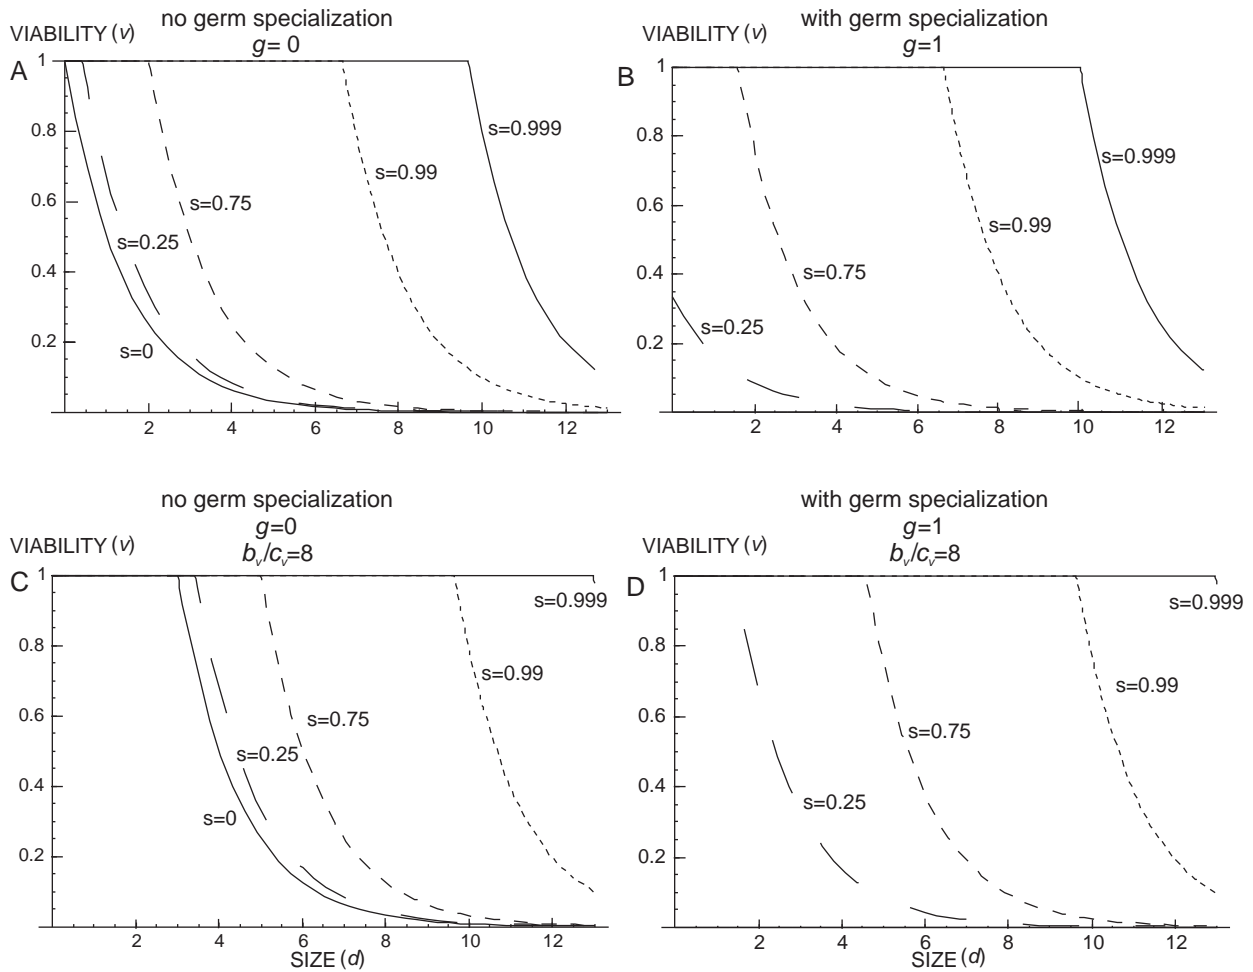 no germ specialization
g= 0
VIABILITY (v)
A
1
0.8
0.6
0.4
0.2
s=0.999
s=0.99
s=0.75
s=0.25
s=0
2 4 6 8 10 12
with germ specialization
g=1
VIABILITY (v)
B
1
0.8
0.6
0.4
0.2
s=0.999
s=0.99
s=0.75
s=0.25
2 4 6 8 10 12
no germ specialization
g=0
bv/cv=8
VIABILITY (v)
C
1
0.8
0.6
0.4
0.2
s=0.999
s=0.99
s=0.75
s=0.25
s=0
2 4 6 8 10 12
SIZE (d)
with germ specialization
g=1
bv/cv=8
VIABILITY (v)
D
1
0.8
0.6
0.4
0.2
s=0.999
s=0.99
s=0.75
s=0.25
2 4 6 8 10 12
SIZE (d)